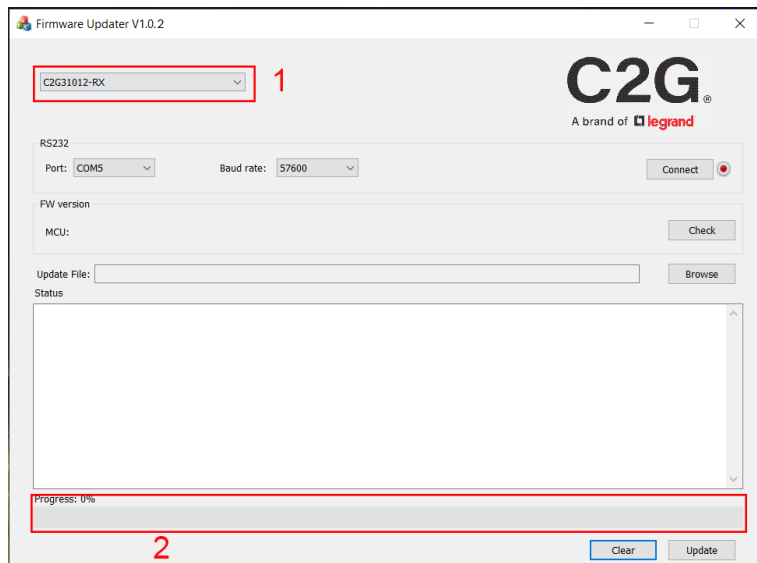 Firmware Updater V1.0.2
C2G31012-RX
1
C2G®
A brand of legrand
RS232
Port: COM5 Baud rate: 57600 Connect
FW version
MCU: Check
Update File: Browse
Status
Progress: 0%
2
Clear Update